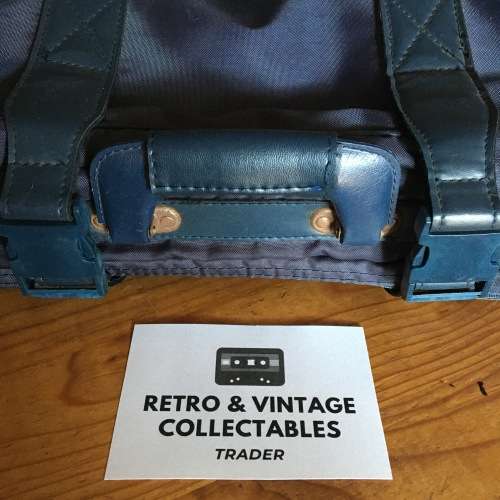 RETRO & VINTAGE
COLLECTABLES
TRADER